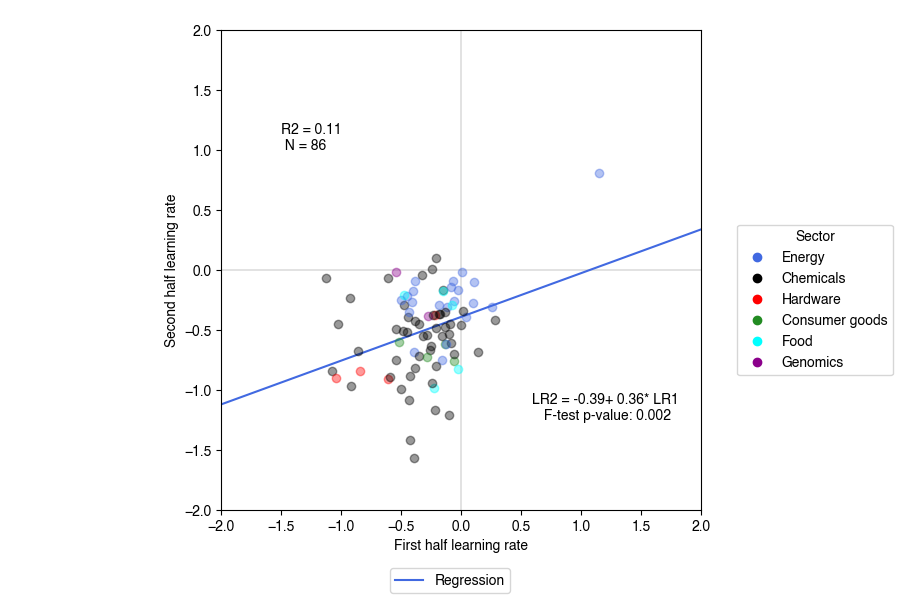 2.0
1.5
1.0
0.5
0.0
−0.5
−1.0
−1.5
−2.0
Second half learning rate
R2 = 0.11
N = 86
LR2 = -0.39+ 0.36* LR1
F-test p-value: 0.002
−2.0 −1.5 −1.0 −0.5 0.0 0.5 1.0 1.5 2.0
First half learning rate
Regression
Sector
Energy
Chemicals
Hardware
Consumer goods
Food
Genomics